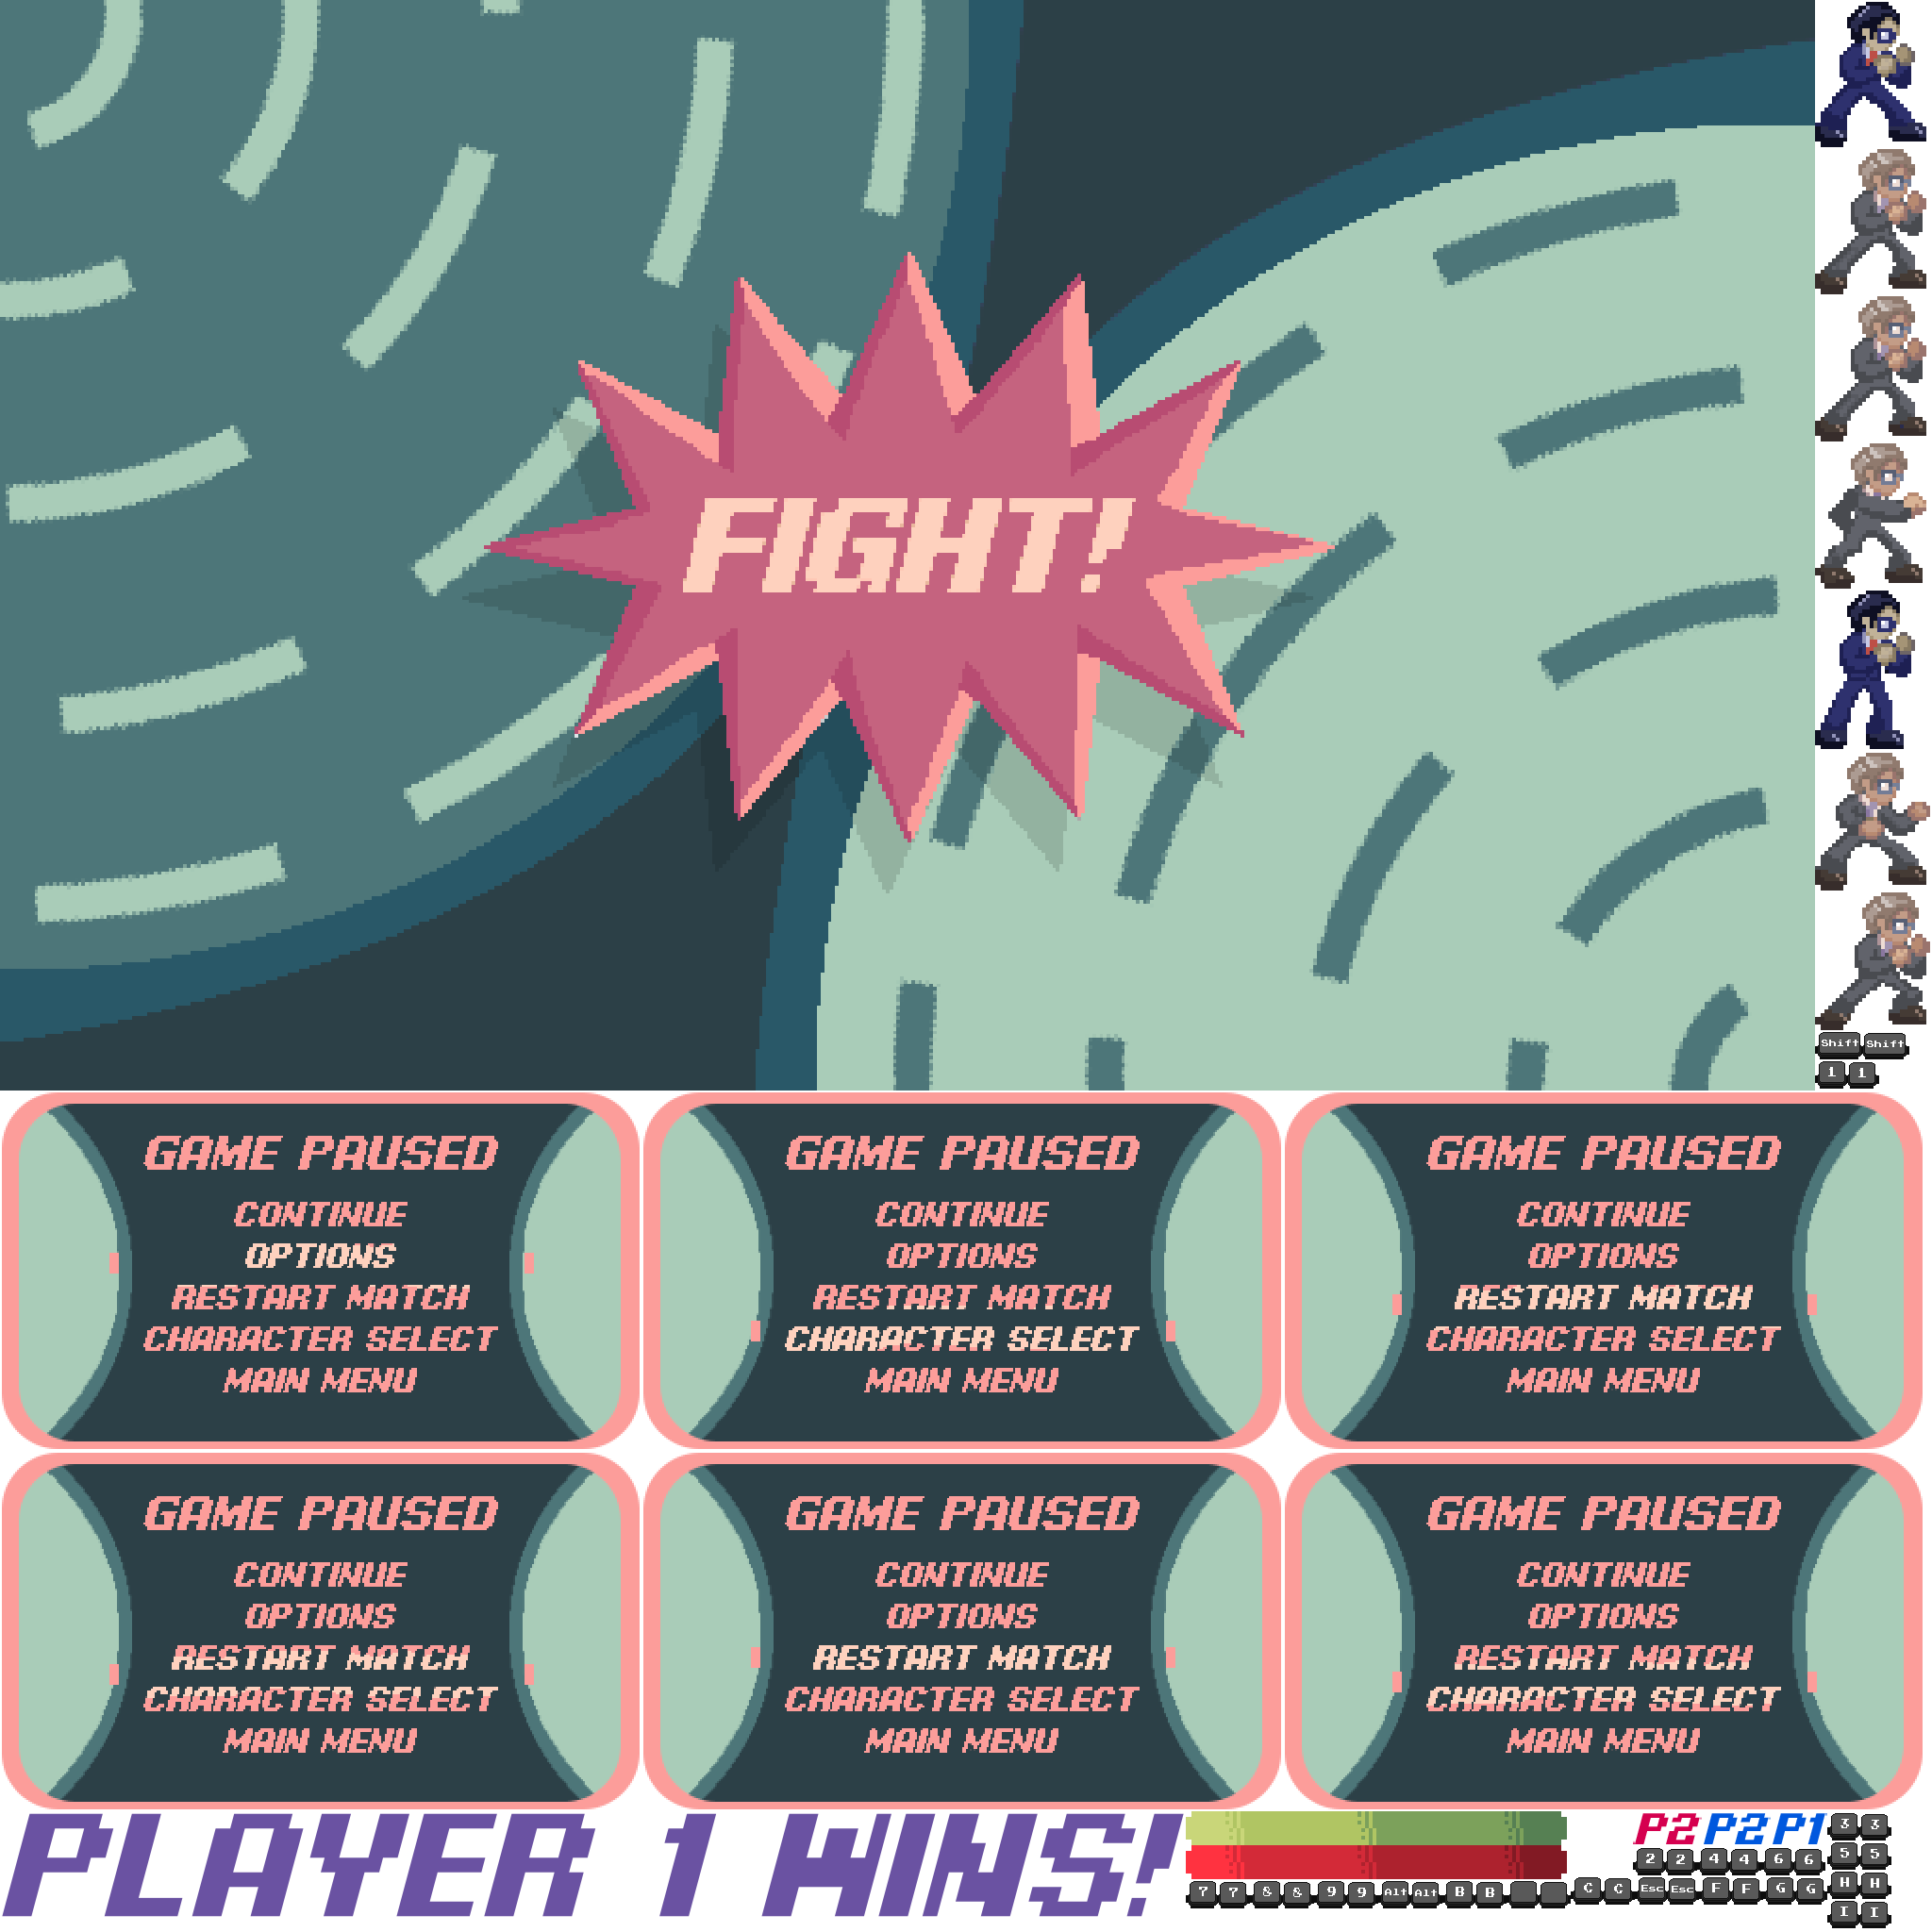 FIGHT!
Shift Shift
1 1
GAME PAUSED
CONTINUE
OPTIONS
RESTART MATCH
CHARACTER SELECT
MAIN MENU
GAME PAUSED
CONTINUE
OPTIONS
RESTART MATCH
CHARACTER SELECT
MAIN MENU
GAME PAUSED
CONTINUE
OPTIONS
RESTART MATCH
CHARACTER SELECT
MAIN MENU
GAME PAUSED
CONTINUE
OPTIONS
RESTART MATCH
CHARACTER SELECT
MAIN MENU
GAME PAUSED
CONTINUE
OPTIONS
RESTART MATCH
CHARACTER SELECT
MAIN MENU
GAME PAUSED
CONTINUE
OPTIONS
RESTART MATCH
CHARACTER SELECT
MAIN MENU
PLAYER 1 WINS!
P2 P2 P1
2 2 4 4 6 6
7 7 & & 9 9 Alt Alt B B
C C Esc Esc F F G G
3 3
5 5
H H
I I